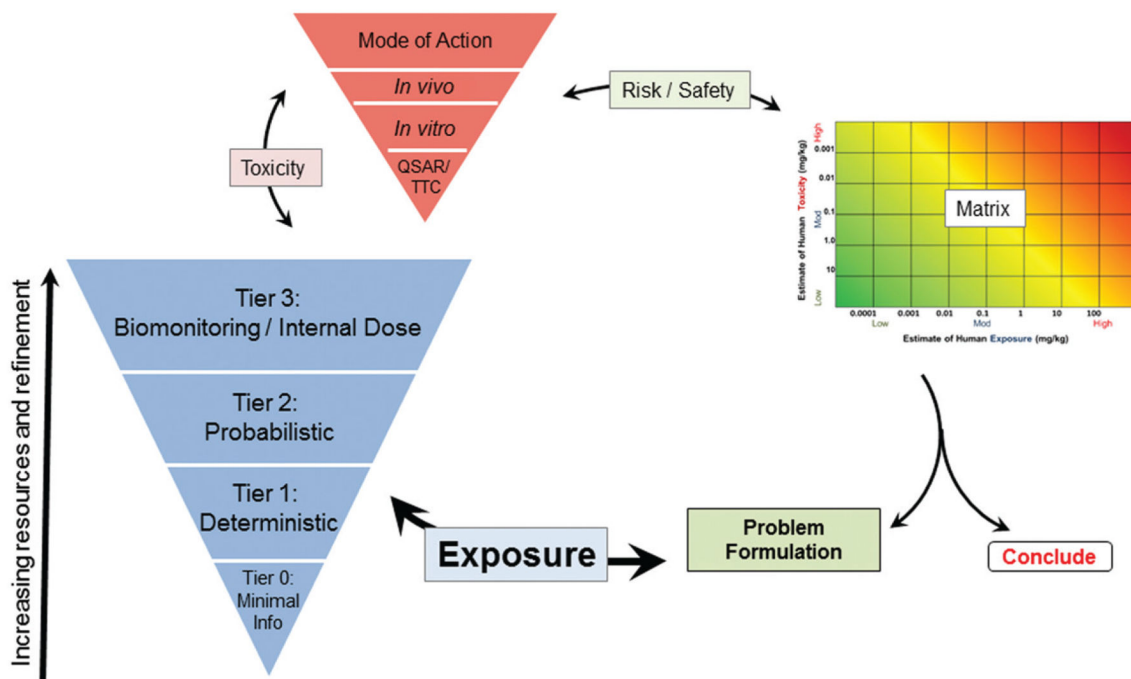 Mode of Action
In vivo
In vitro
QSAR/
TTC
Toxicity
Risk / Safety
High
0.001
0.01
0.1
1.0
10
Low
Mod
Estimate of Human Toxicity (mg/kg)
Matrix
0.0001 0.001 0.01 0.1 1 10 100
Low Mod High
Estimate of Human Exposure (mg/kg)
Increasing resources and refinement
Tier 3:
Biomonitoring / Internal Dose
Tier 2:
Probabilistic
Tier 1:
Deterministic
Tier 0:
Minimal
Info
Exposure
Problem
Formulation
Conclude